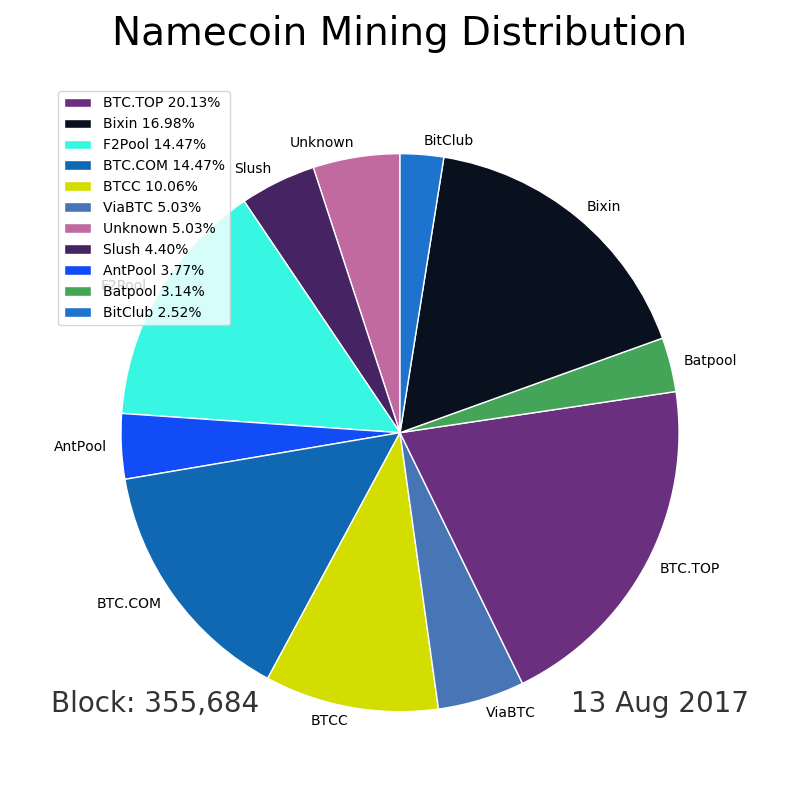 Namecoin Mining Distribution
BTC.TOP 20.13%
Bixin 16.98%
F2Pool 14.47%
BTC.COM 14.47%
BTCC 10.06%
ViaBTC 5.03%
Unknown 5.03%
Slush 4.40%
AntPool 3.77%
Batpool 3.14%
BitClub 2.52%
Unknown
BitClub
Slush
Bixin
F2Pool
Batpool
AntPool
BTC.TOP
BTC.COM
Block: 355,684
13 Aug 2017
ViaBTC
BTCC